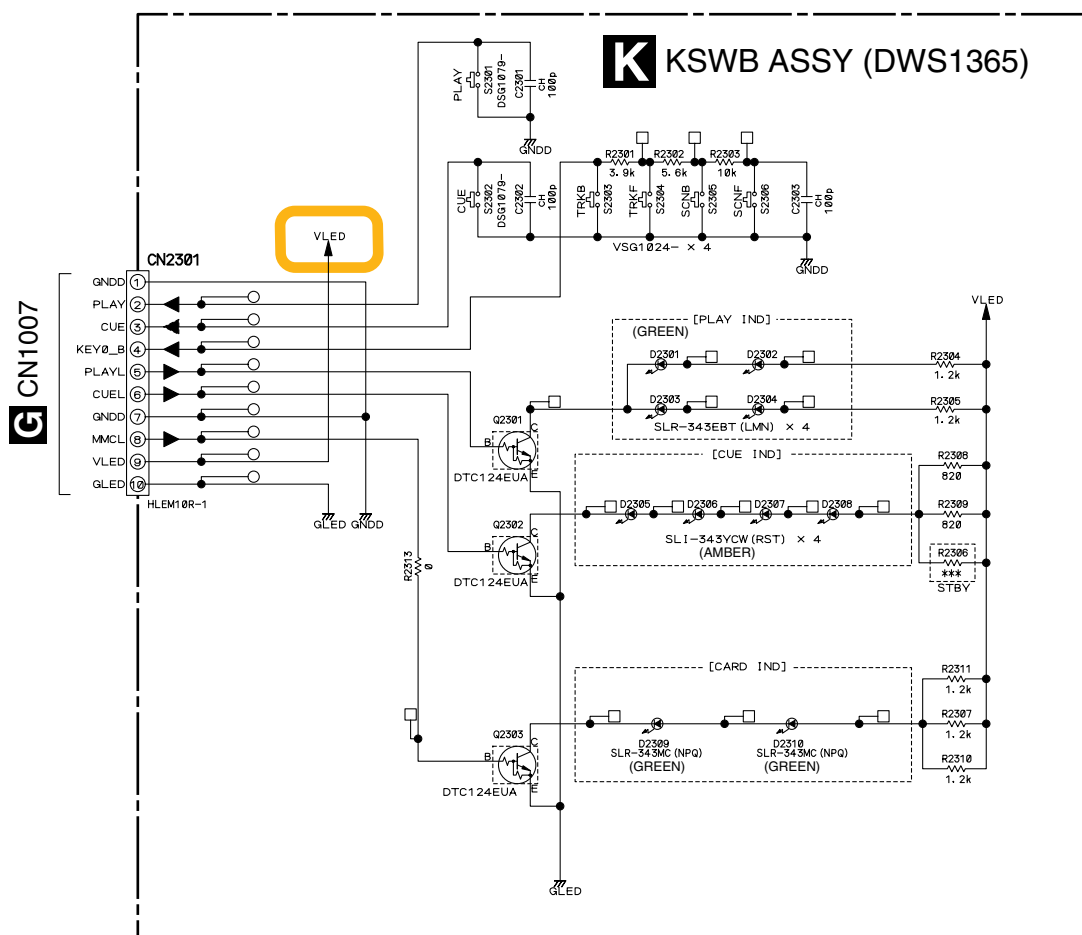 K KSWB ASSY (DWS1365)
PLAY
S2301
DSG1079-
C2301
CH
100p
GNDD
CUE
S2302
DSG1079-
C2302
CH
100p
R2301
3.9k
R2302
5.6k
R2303
10k
TRKB
S2303
TRKF
S2304
SCNB
S2305
SCNF
S2306
C2303
CH
100p
VSG1024- × 4
GNDD
VLED
CN2301
G CN1007
GNDD 1
PLAY 2
CUE 3
KEY0_B 4
PLAYL 5
CUEL 6
GNDD 7
MMCL 8
VLED 9
GLED 10
HLEM10R-1
GLED GNDD
VLED
[PLAY IND]
(GREEN)
D2301
D2302
R2304
1.2k
D2303
D2304
R2305
1.2k
SLR-343EBT(LMN) × 4
Q2301
B
C
E
DTC124EUA
[CUE IND]
R2308
820
D2305
D2306
D2307
D2308
R2309
820
SLI-343YCW(RST) × 4
(AMBER)
R2306
***
STBY
Q2302
B
C
E
DTC124EUA
R2313
0
[CARD IND]
R2311
1.2k
D2309
SLR-343MC(NPQ)
(GREEN)
D2310
SLR-343MC(NPQ)
(GREEN)
R2307
1.2k
R2310
1.2k
Q2303
B
C
E
DTC124EUA
GLED